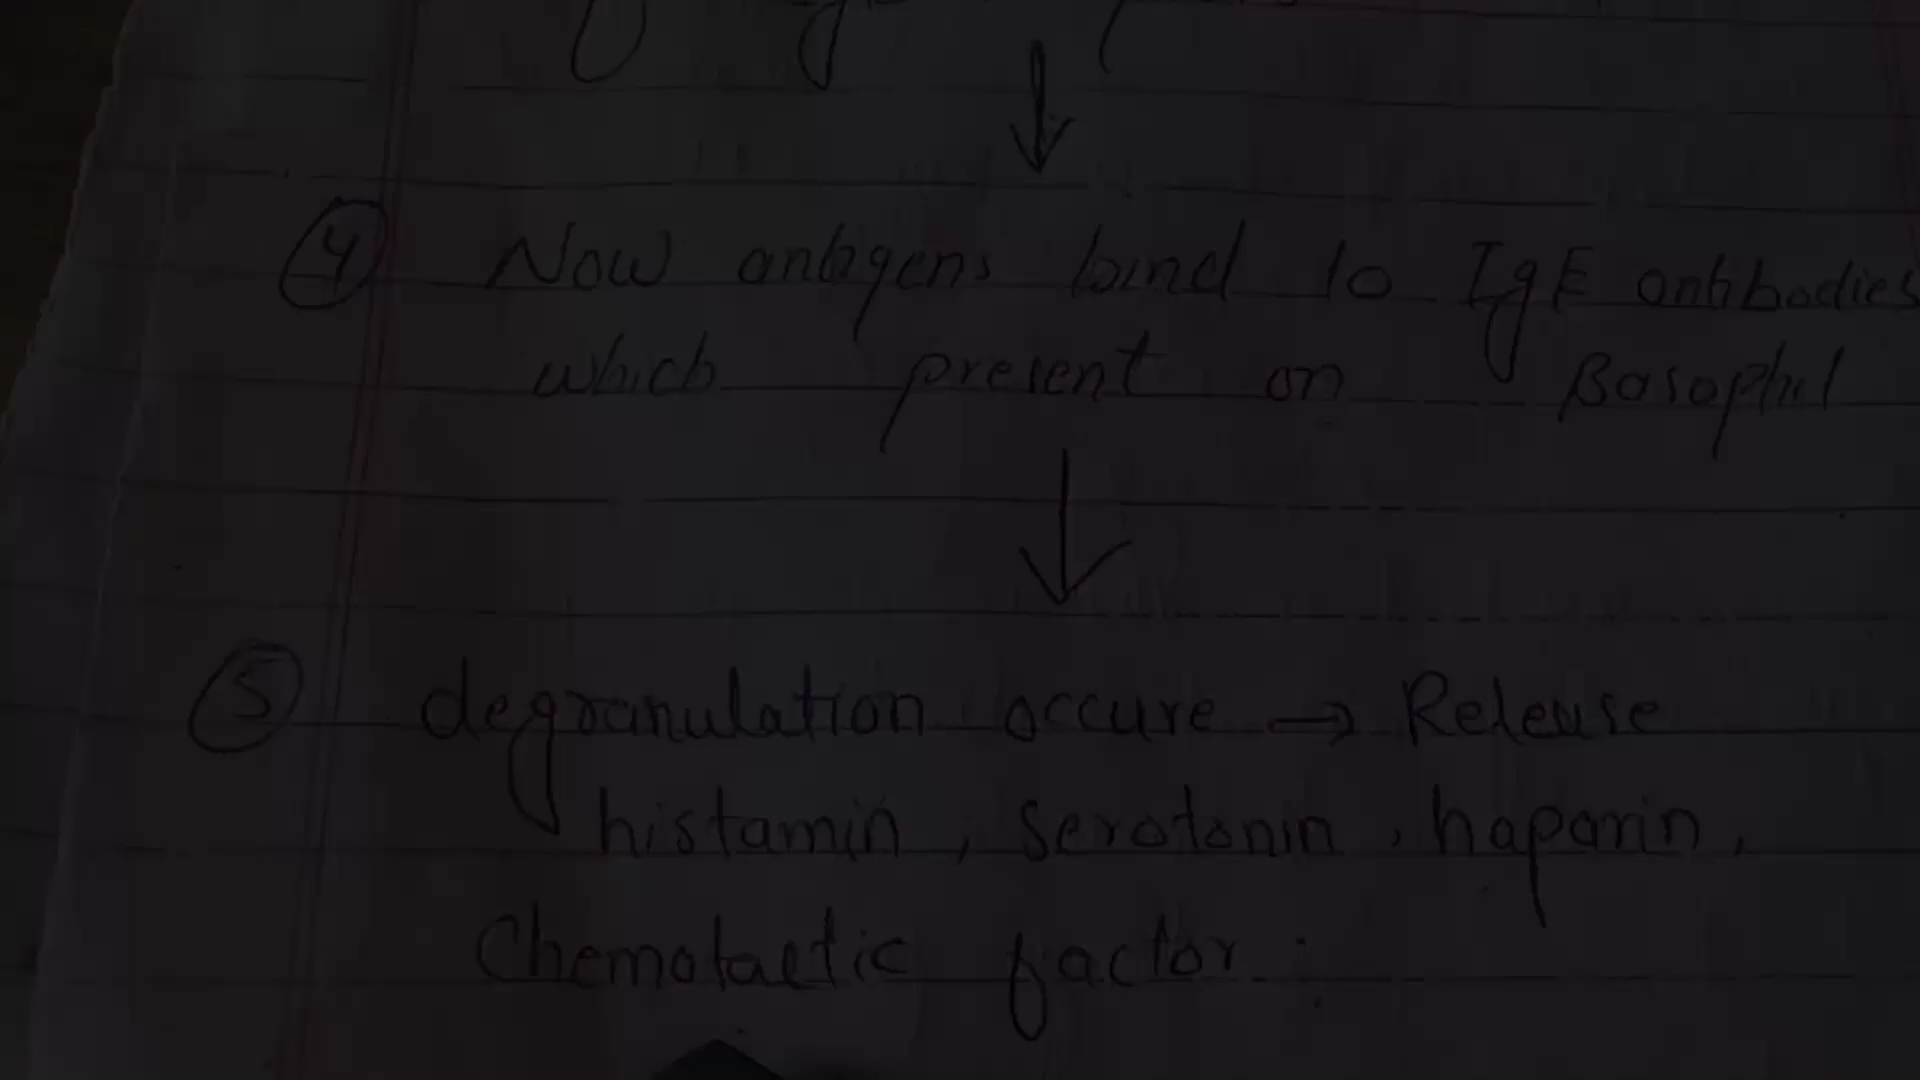 ④ Now antigens bind to IgE antibodies
which present on Basophil
⑤ degranulation occure → Release
histamin, serotonin, haparin,
Chemotactic factor.